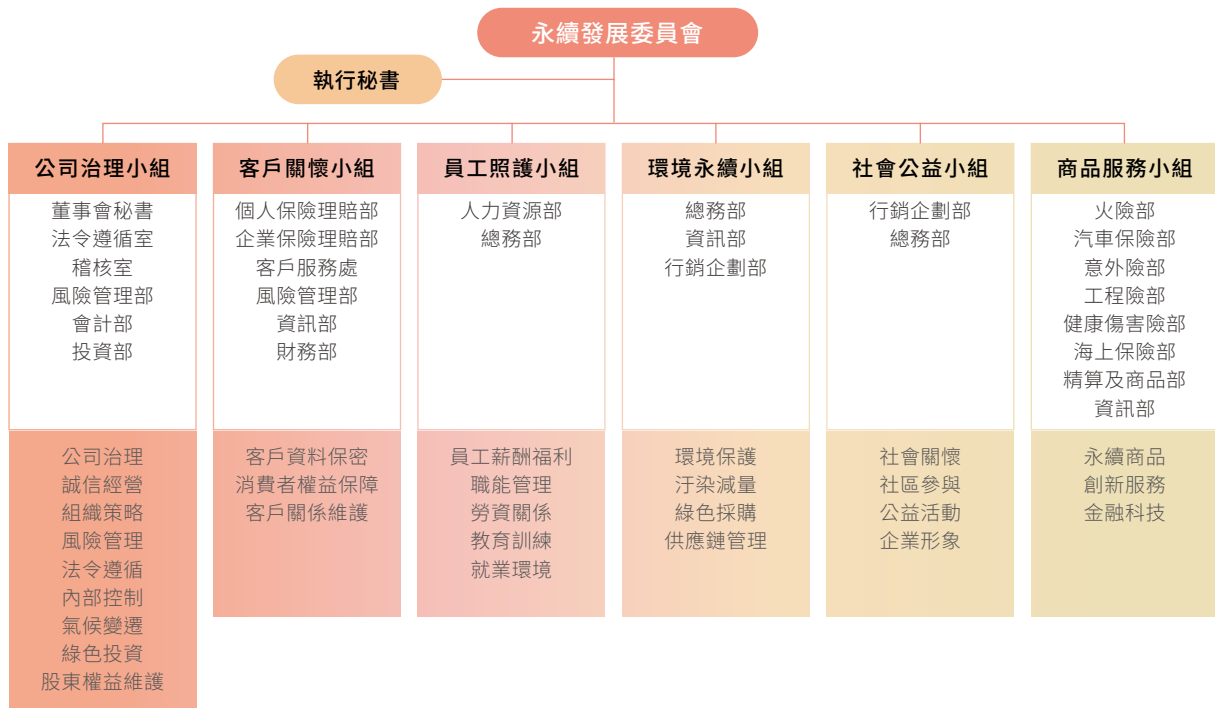 永續發展委員會
執行秘書
公司治理小組
董事會秘書
法令遵循室
稽核室
風險管理部
會計部
投資部
公司治理
誠信經營
組織策略
風險管理
法令遵循
內部控制
氣候變遷
綠色投資
股東權益維護
客戶關懷小組
個人保險理賠部
企業保險理賠部
客戶服務處
風險管理部
資訊部
財務部
客戶資料保密
消費者權益保障
客戶關係維護
員工照護小組
人力資源部
總務部
員工薪酬福利
職能管理
勞資關係
教育訓練
就業環境
環境永續小組
總務部
資訊部
行銷企劃部
環境保護
汙染減量
綠色採購
供應鏈管理
社會公益小組
行銷企劃部
總務部
社會關懷
社區參與
公益活動
企業形象
商品服務小組
火險部
汽車保險部
意外險部
工程險部
健康傷害險部
海上保險部
精算及商品部
資訊部
永續商品
創新服務
金融科技